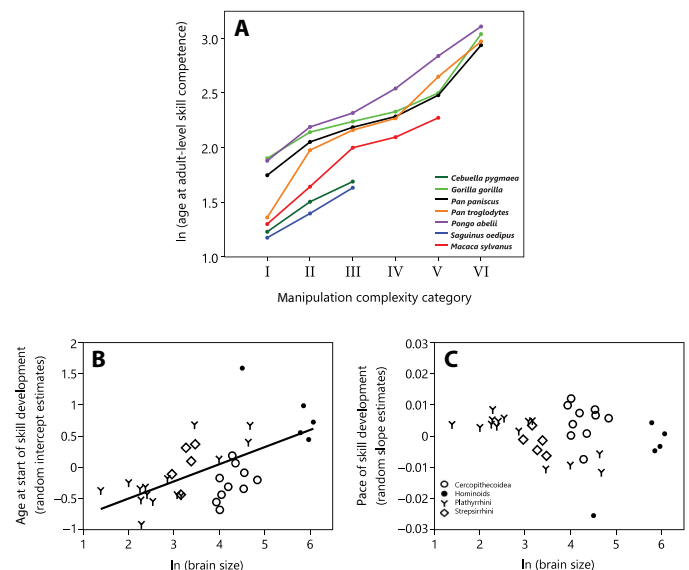 A
ln (age at adult-level skill competence)
3.0
2.5
2.0
1.5
1.0
Cebuella pygmaea
Gorilla gorilla
Pan paniscus
Pan troglodytes
Pongo abelii
Saguinus oedipus
Macaca sylvanus
I II III IV V VI
Manipulation complexity category
B
Age at start of skill development
(random intercept estimates)
2
1.5
1
0.5
0
−0.5
−1
1 2 3 4 5 6
ln (brain size)
C
Pace of skill development
(random slope estimates)
0.03
0.02
0.01
0
−0.011
−0.02
−0.03
Cercopithecoidea
Hominoids
Plathyrrhini
Strepsirrhini
1 2 3 4 5 6
ln (brain size)